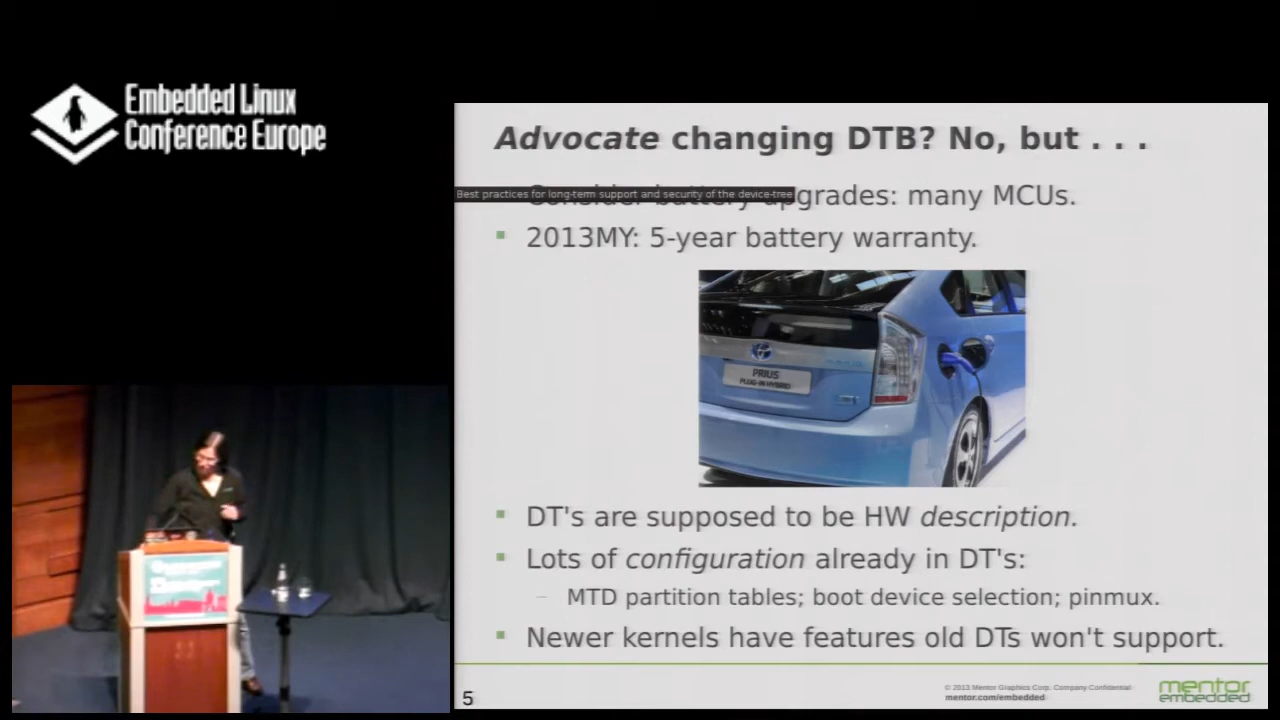 Embedded Linux
Conference Europe
Advocate changing DTB? No, but . . .
Best practices for long-term support and security of the device-tree
Consider battery upgrades: many MCUs.
2013MY: 5-year battery warranty.
PRIUS
PLUG-IN HYBRID
DT's are supposed to be HW description.
Lots of configuration already in DT's:
– MTD partition tables; boot device selection; pinmux.
Newer kernels have features old DTs won't support.
5
© 2013 Mentor Graphics Corp. Company Confidential
mentor.com/embedded
mentor
embedded